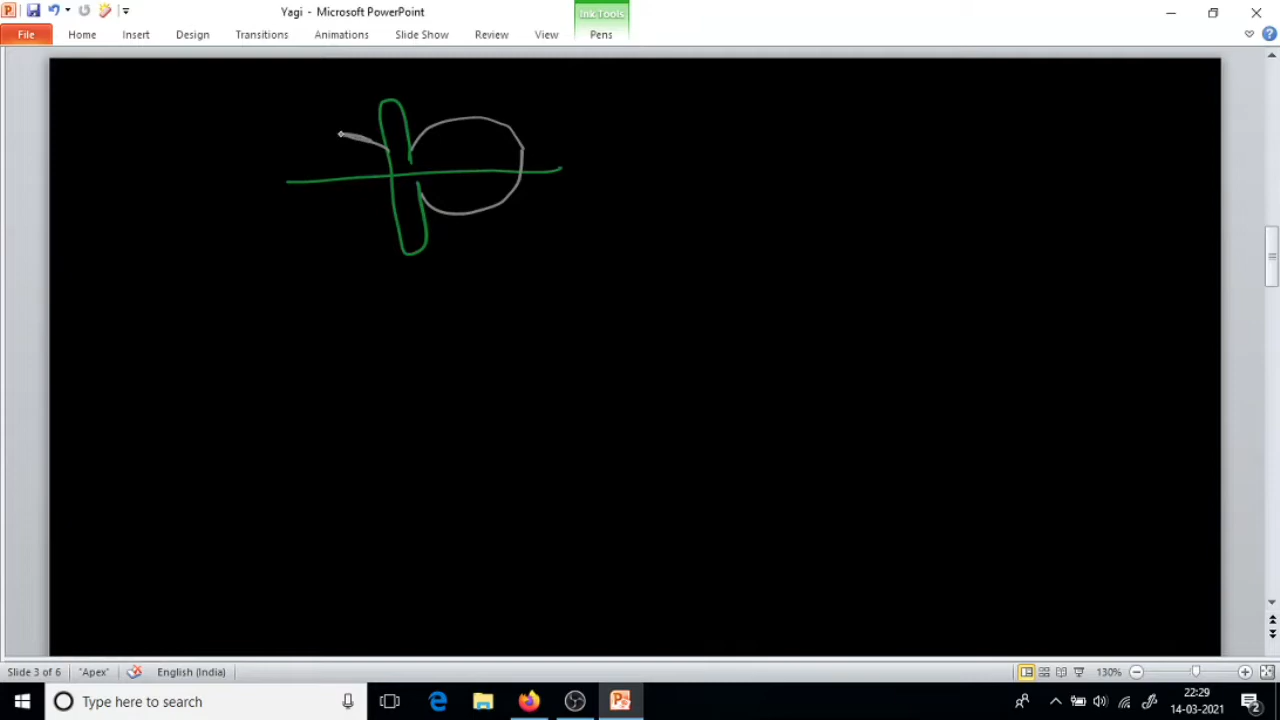 Yagi - Microsoft PowerPoint
Ink Tools
File Home Insert Design Transitions Animations Slide Show Review View Pens
Slide 3 of 6 "Apex" English (India) 130%
Type here to search
22:29
14-03-2021
2